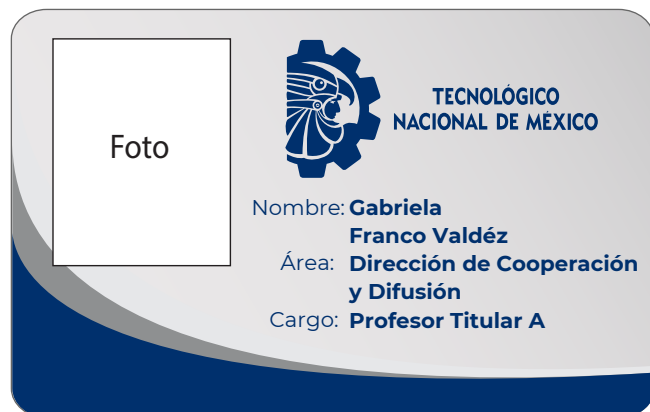 Foto
TECNOLÓGICO
NACIONAL DE MÉXICO
Nombre: Gabriela
Franco Valdéz
Área: Dirección de Cooperación
y Difusión
Cargo: Profesor Titular A